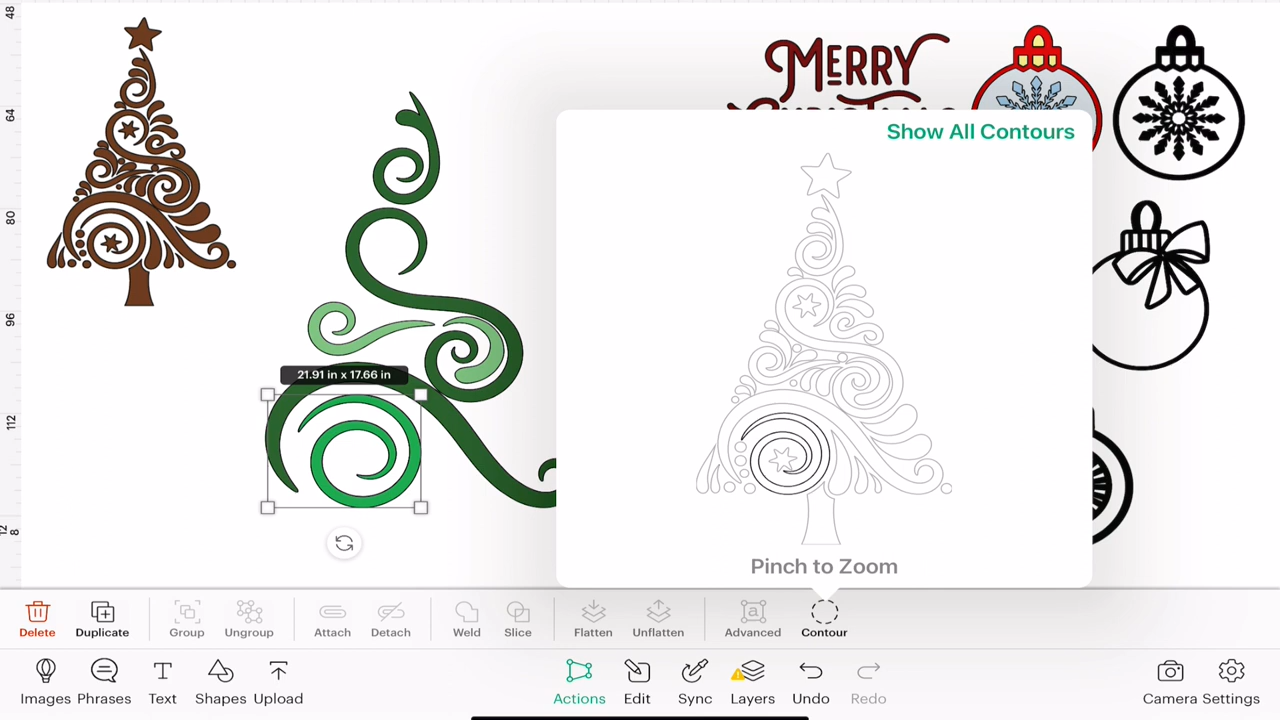 48
64
80
96
112
12
8
MERRY
Show All Contours
21.91 in x 17.66 in
Pinch to Zoom
Delete
Duplicate
Group
Ungroup
Attach
Detach
Weld
Slice
Flatten
Unflatten
Advanced
Contour
Images
Phrases
Text
Shapes
Upload
Actions
Edit
Sync
Layers
Undo
Redo
Camera
Settings